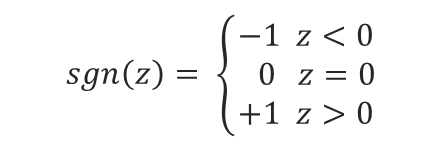 sgn(z) = { −1 z < 0
0 z = 0
+1 z > 0